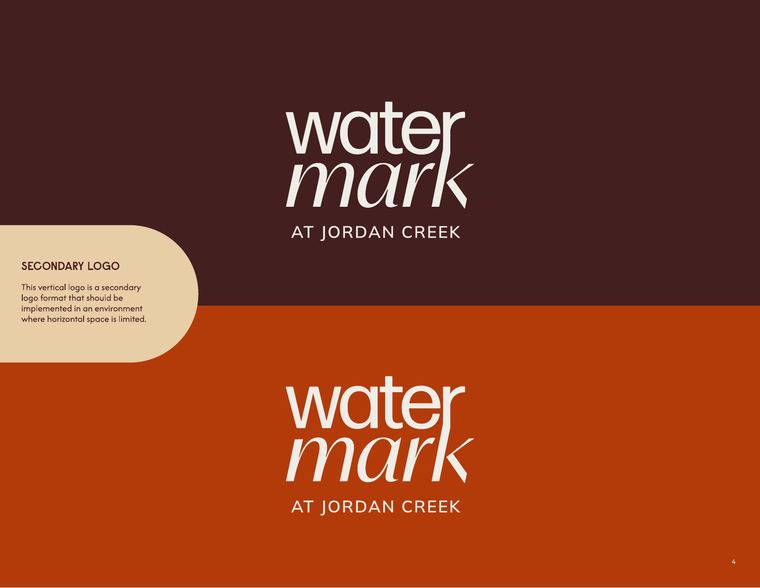 water
mark
AT JORDAN CREEK
SECONDARY LOGO
This vertical logo is a secondary
logo format that should be
implemented in an environment
where horizontal space is limited.
water
mark
AT JORDAN CREEK
4